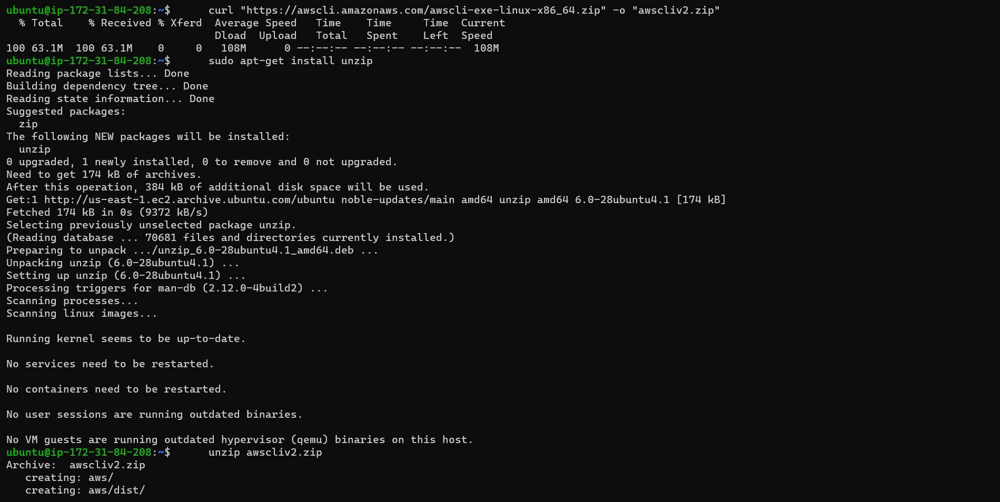 ubuntu@ip-172-31-84-208:~$      curl "https://awscli.amazonaws.com/awscli-exe-linux-x86_64.zip" -o "awscliv2.zip"
  % Total    % Received % Xferd  Average Speed   Time    Time     Time  Current
                                 Dload  Upload   Total   Spent    Left  Speed
100 63.1M  100 63.1M    0     0   108M      0 --:--:-- --:--:-- --:--:--  108M
ubuntu@ip-172-31-84-208:~$      sudo apt-get install unzip
Reading package lists... Done
Building dependency tree... Done
Reading state information... Done
Suggested packages:
  zip
The following NEW packages will be installed:
  unzip
0 upgraded, 1 newly installed, 0 to remove and 0 not upgraded.
Need to get 174 kB of archives.
After this operation, 384 kB of additional disk space will be used.
Get:1 http://us-east-1.ec2.archive.ubuntu.com/ubuntu noble-updates/main amd64 unzip amd64 6.0-28ubuntu4.1 [174 kB]
Fetched 174 kB in 0s (9372 kB/s)
Selecting previously unselected package unzip.
(Reading database ... 70681 files and directories currently installed.)
Preparing to unpack .../unzip_6.0-28ubuntu4.1_amd64.deb ...
Unpacking unzip (6.0-28ubuntu4.1) ...
Setting up unzip (6.0-28ubuntu4.1) ...
Processing triggers for man-db (2.12.0-4build2) ...
Scanning processes...
Scanning linux images...

Running kernel seems to be up-to-date.

No services need to be restarted.

No containers need to be restarted.

No user sessions are running outdated binaries.

No VM guests are running outdated hypervisor (qemu) binaries on this host.
ubuntu@ip-172-31-84-208:~$      unzip awscliv2.zip
Archive:  awscliv2.zip
   creating: aws/
   creating: aws/dist/